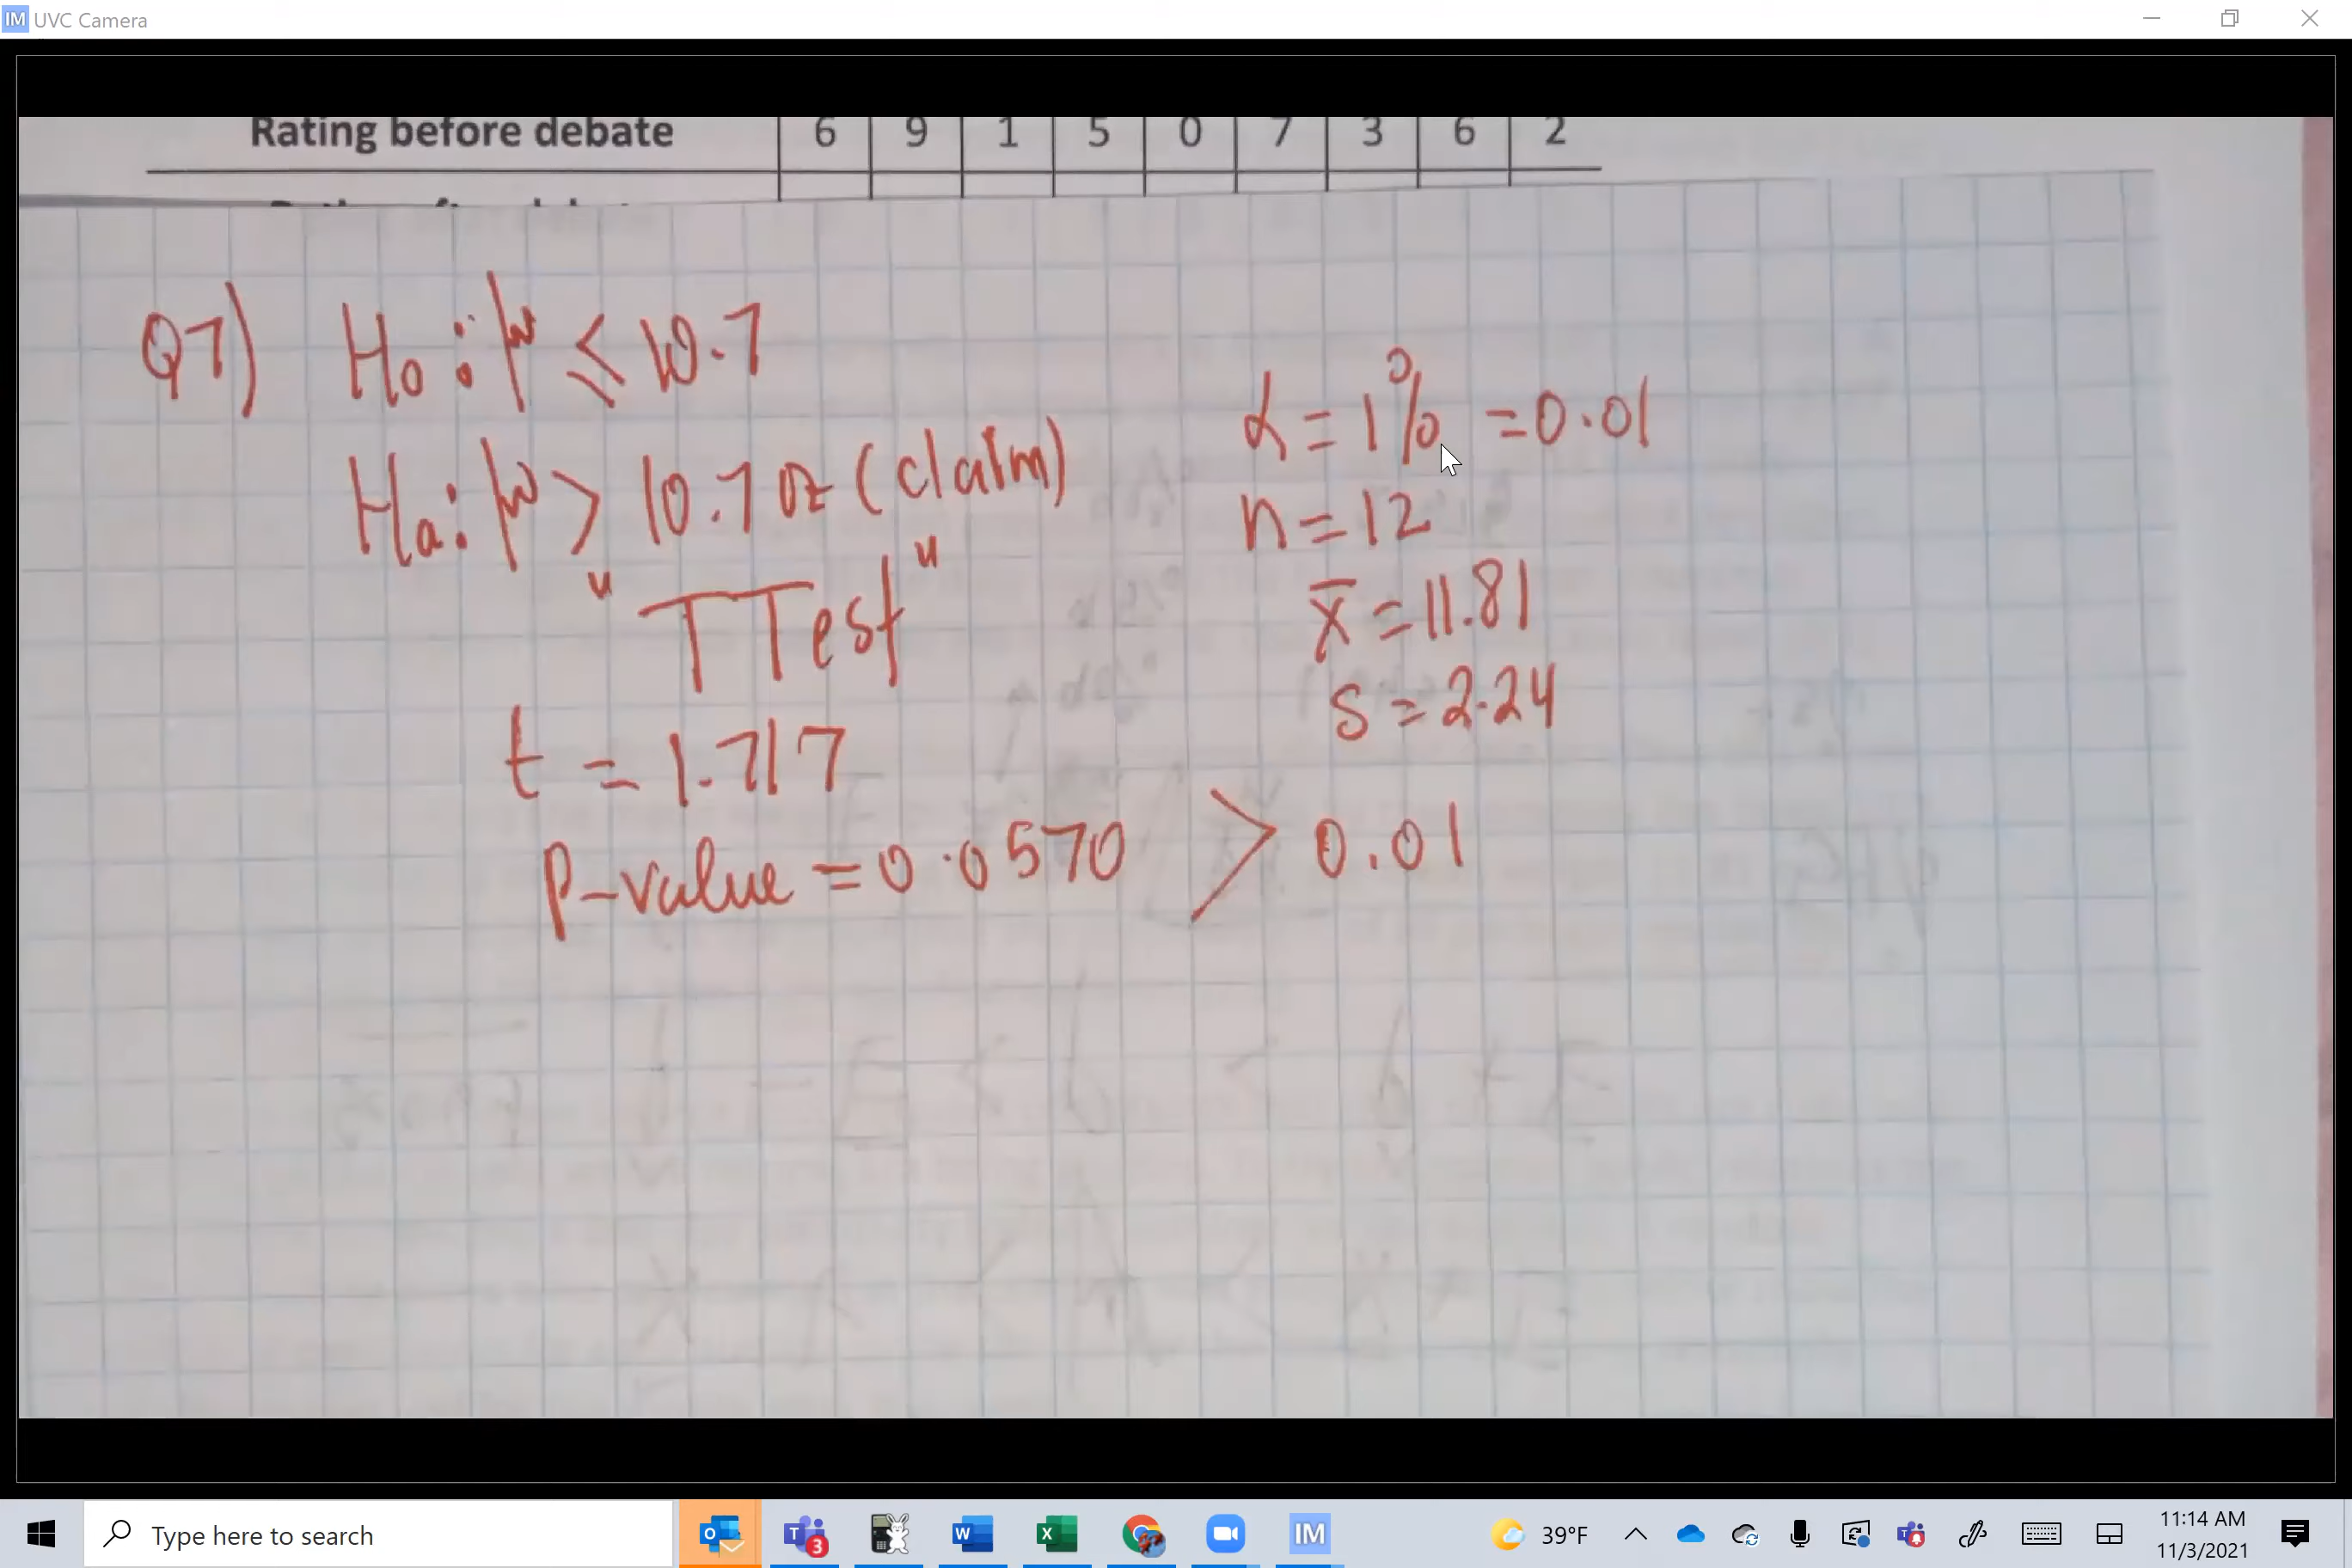 UVC Camera
Rating before debate 6 9 1 5 0 7 3 6 2
Q7) H₀: μ ≤ 10.7
Hₐ: μ > 10.7 oz (claim)
"TTest"
t = 1.717
P-value = 0.0570 > 0.01
α = 1% = 0.01
n = 12
x̄ = 11.81
s = 2.24
Type here to search
39°F
11:14 AM
11/3/2021